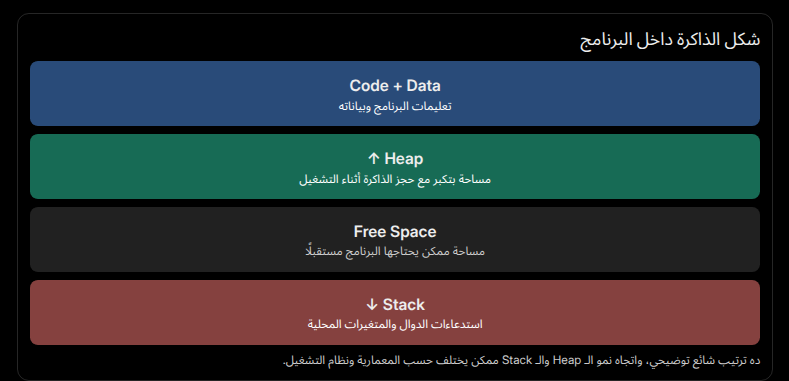 شكل الذاكرة داخل البرنامج
Code + Data
تعليمات البرنامج وبياناته
↑ Heap
مساحة بتكبر مع حجز الذاكرة أثناء التشغيل
Free Space
مساحة ممكن يحتاجها البرنامج مستقبلًا
↓ Stack
استدعاءات الدوال والمتغيرات المحلية
ده ترتيب شائع توضيحي، واتجاه نمو الـ Heap والـ Stack ممكن يختلف حسب المعمارية ونظام التشغيل.